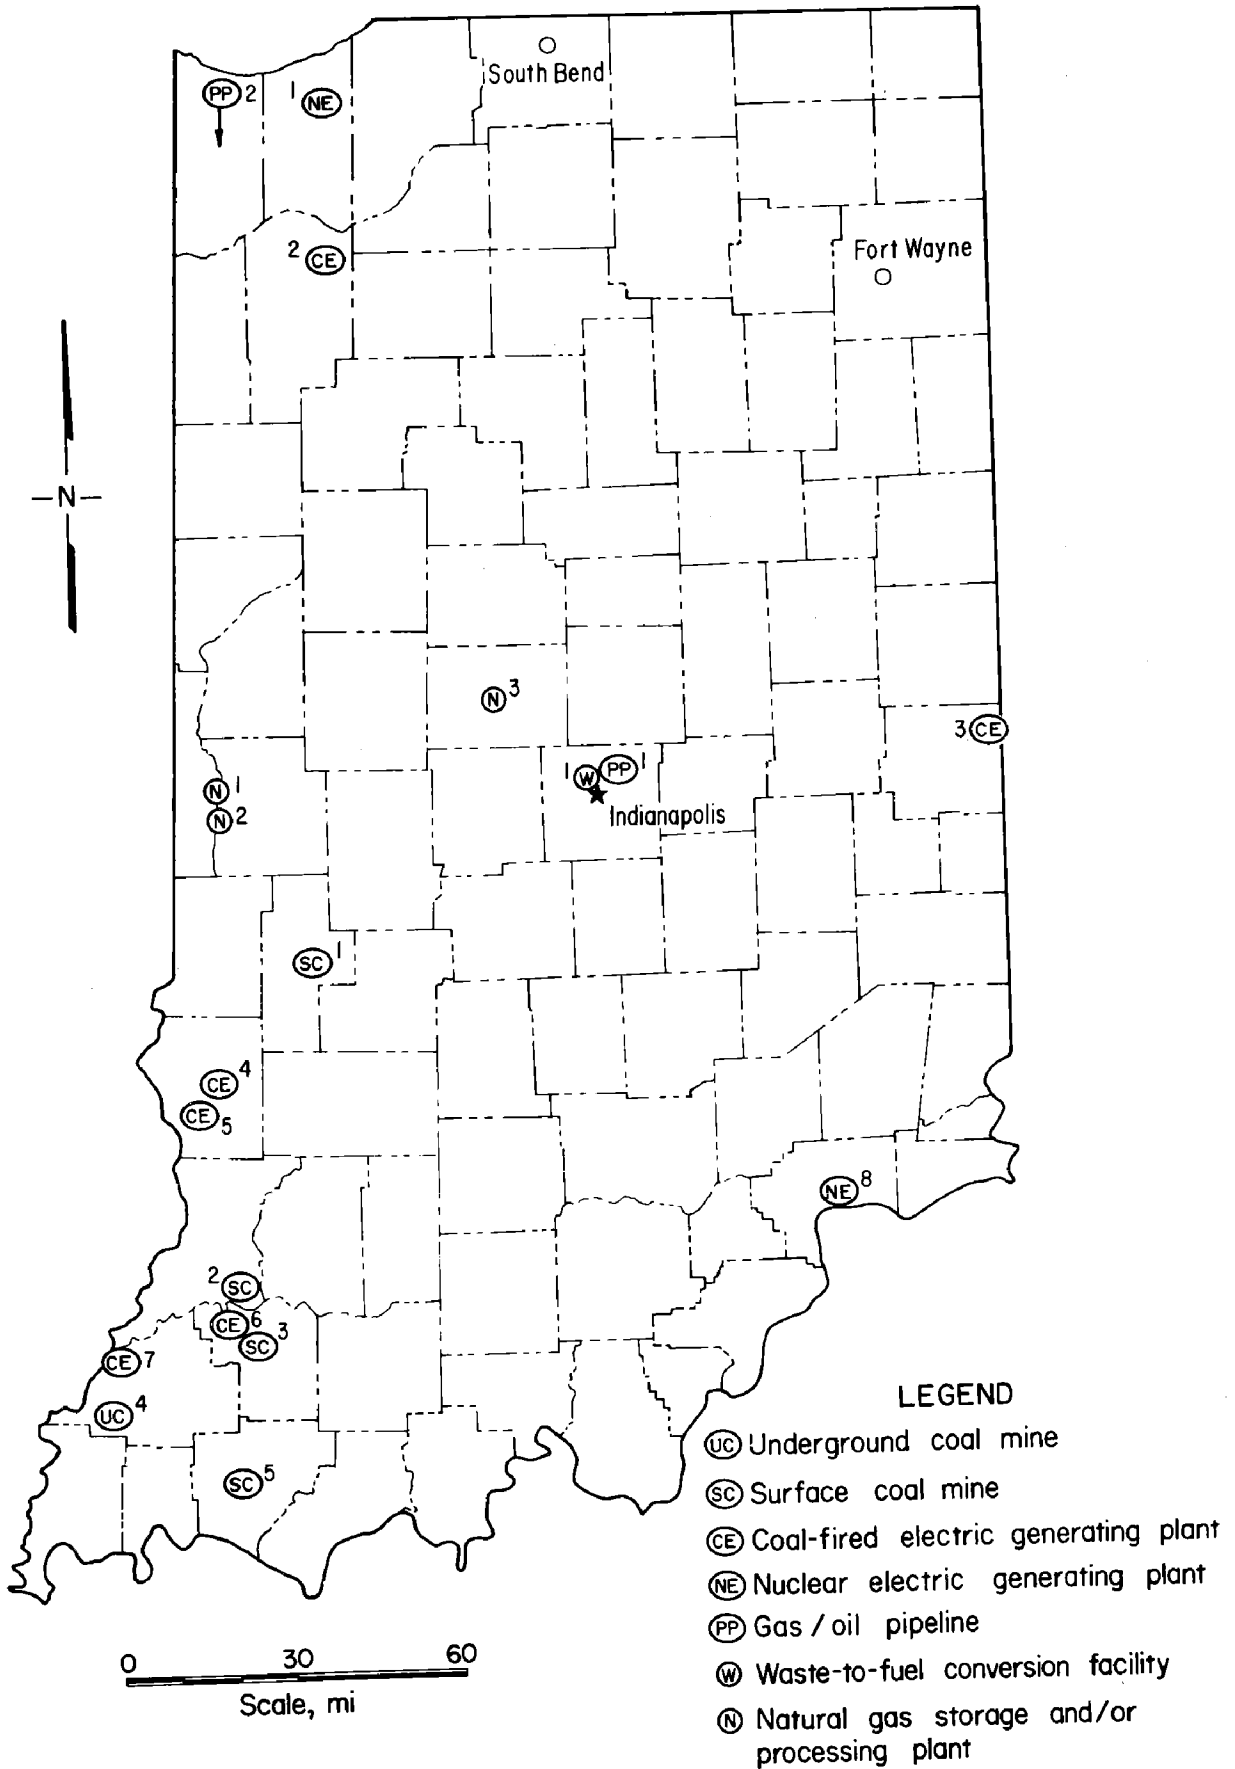 South Bend
PP 2
1 NE
2 CE
Fort Wayne
—N—
N 3
3 CE
1 W PP 1
Indianapolis
N 1
N 2
SC 1
CE 4
CE 5
NE 8
2 SC
CE 6
SC 3
CE 7
UC 4
SC 5
LEGEND
UC Underground coal mine
SC Surface coal mine
CE Coal-fired electric generating plant
NE Nuclear electric generating plant
PP Gas / oil pipeline
W Waste-to-fuel conversion facility
N Natural gas storage and/or
processing plant
0 30 60
Scale, mi